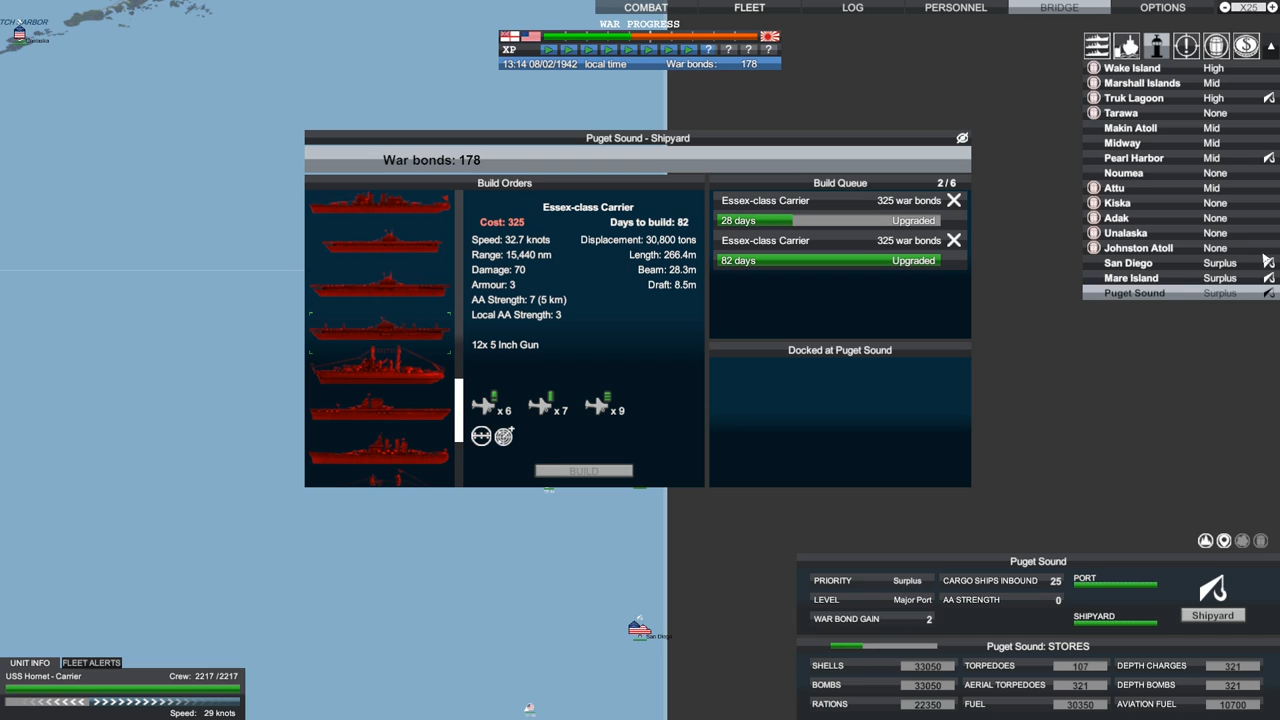 COMBAT FLEET LOG PERSONNEL BRIDGE OPTIONS X25
WAR PROGRESS
XP ? ? ? ?
13:14 08/02/1942 local time War bonds: 178
TCH HARBOR
Unalaska
Wake Island High
Marshall Islands Mid
Truk Lagoon High
Tarawa None
Makin Atoll Mid
Midway Mid
Pearl Harbor Mid
Noumea None
Attu Mid
Kiska None
Adak None
Unalaska None
Johnston Atoll None
San Diego Surplus
Mare Island Surplus
Puget Sound Surplus
Puget Sound - Shipyard
War bonds: 178
Build Orders
Essex-class Carrier
Cost: 325 Days to build: 82
Speed: 32.7 knots Displacement: 30,800 tons
Range: 15,440 nm Length: 266.4m
Damage: 70 Beam: 28.3m
Armour: 3 Draft: 8.5m
AA Strength: 7 (5 km)
Local AA Strength: 3
12x 5 Inch Gun
x 6 x 7 x 9
BUILD
Build Queue 2 / 6
Essex-class Carrier 325 war bonds
28 days Upgraded
Essex-class Carrier 325 war bonds
82 days Upgraded
Docked at Puget Sound
San Diego
Puget Sound
PRIORITY Surplus CARGO SHIPS INBOUND 25 PORT
LEVEL Major Port AA STRENGTH 0
WAR BOND GAIN 2 SHIPYARD Shipyard
Puget Sound: STORES
SHELLS 33050 TORPEDOES 107 DEPTH CHARGES 321
BOMBS 33050 AERIAL TORPEDOES 321 DEPTH BOMBS 321
RATIONS 22350 FUEL 30350 AVIATION FUEL 10700
UNIT INFO FLEET ALERTS
USS Hornet - Carrier Crew: 2217 /2217
Speed: 29 knots